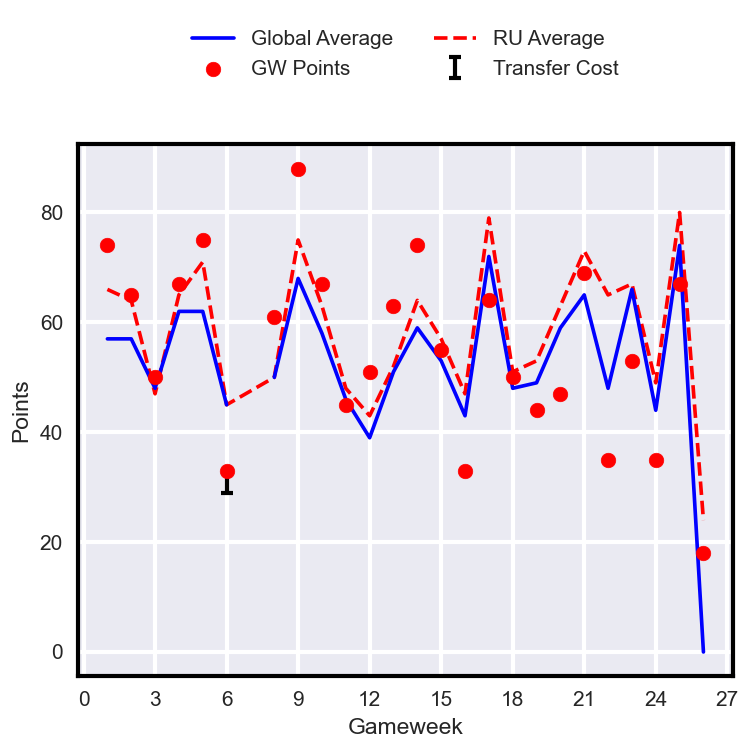 Global Average
RU Average
GW Points
Transfer Cost
Points
80
60
40
20
0
0 3 6 9 12 15 18 21 24 27
Gameweek